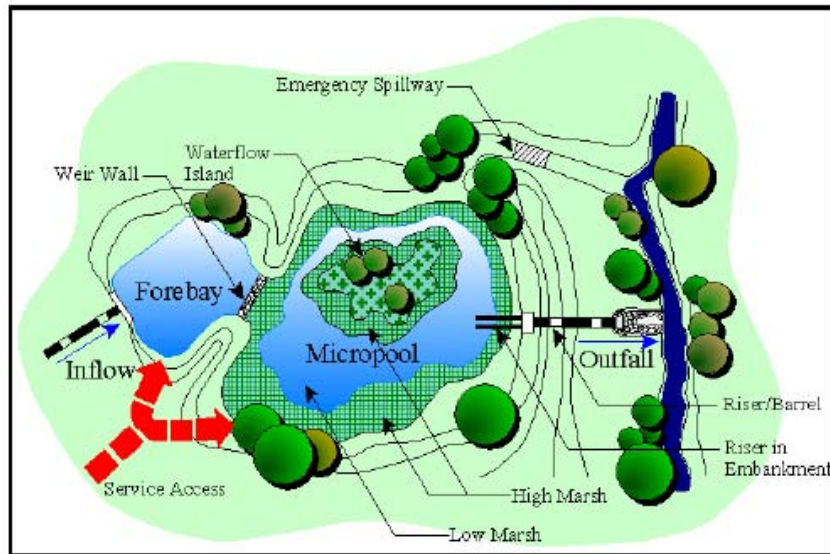 Emergency Spillway
Waterflow
Island
Weir Wall
Forebay
Micropool
Inflow
Outfall
Riser/Barrel
Riser in
Embankment
Service Access
High Marsh
Low Marsh